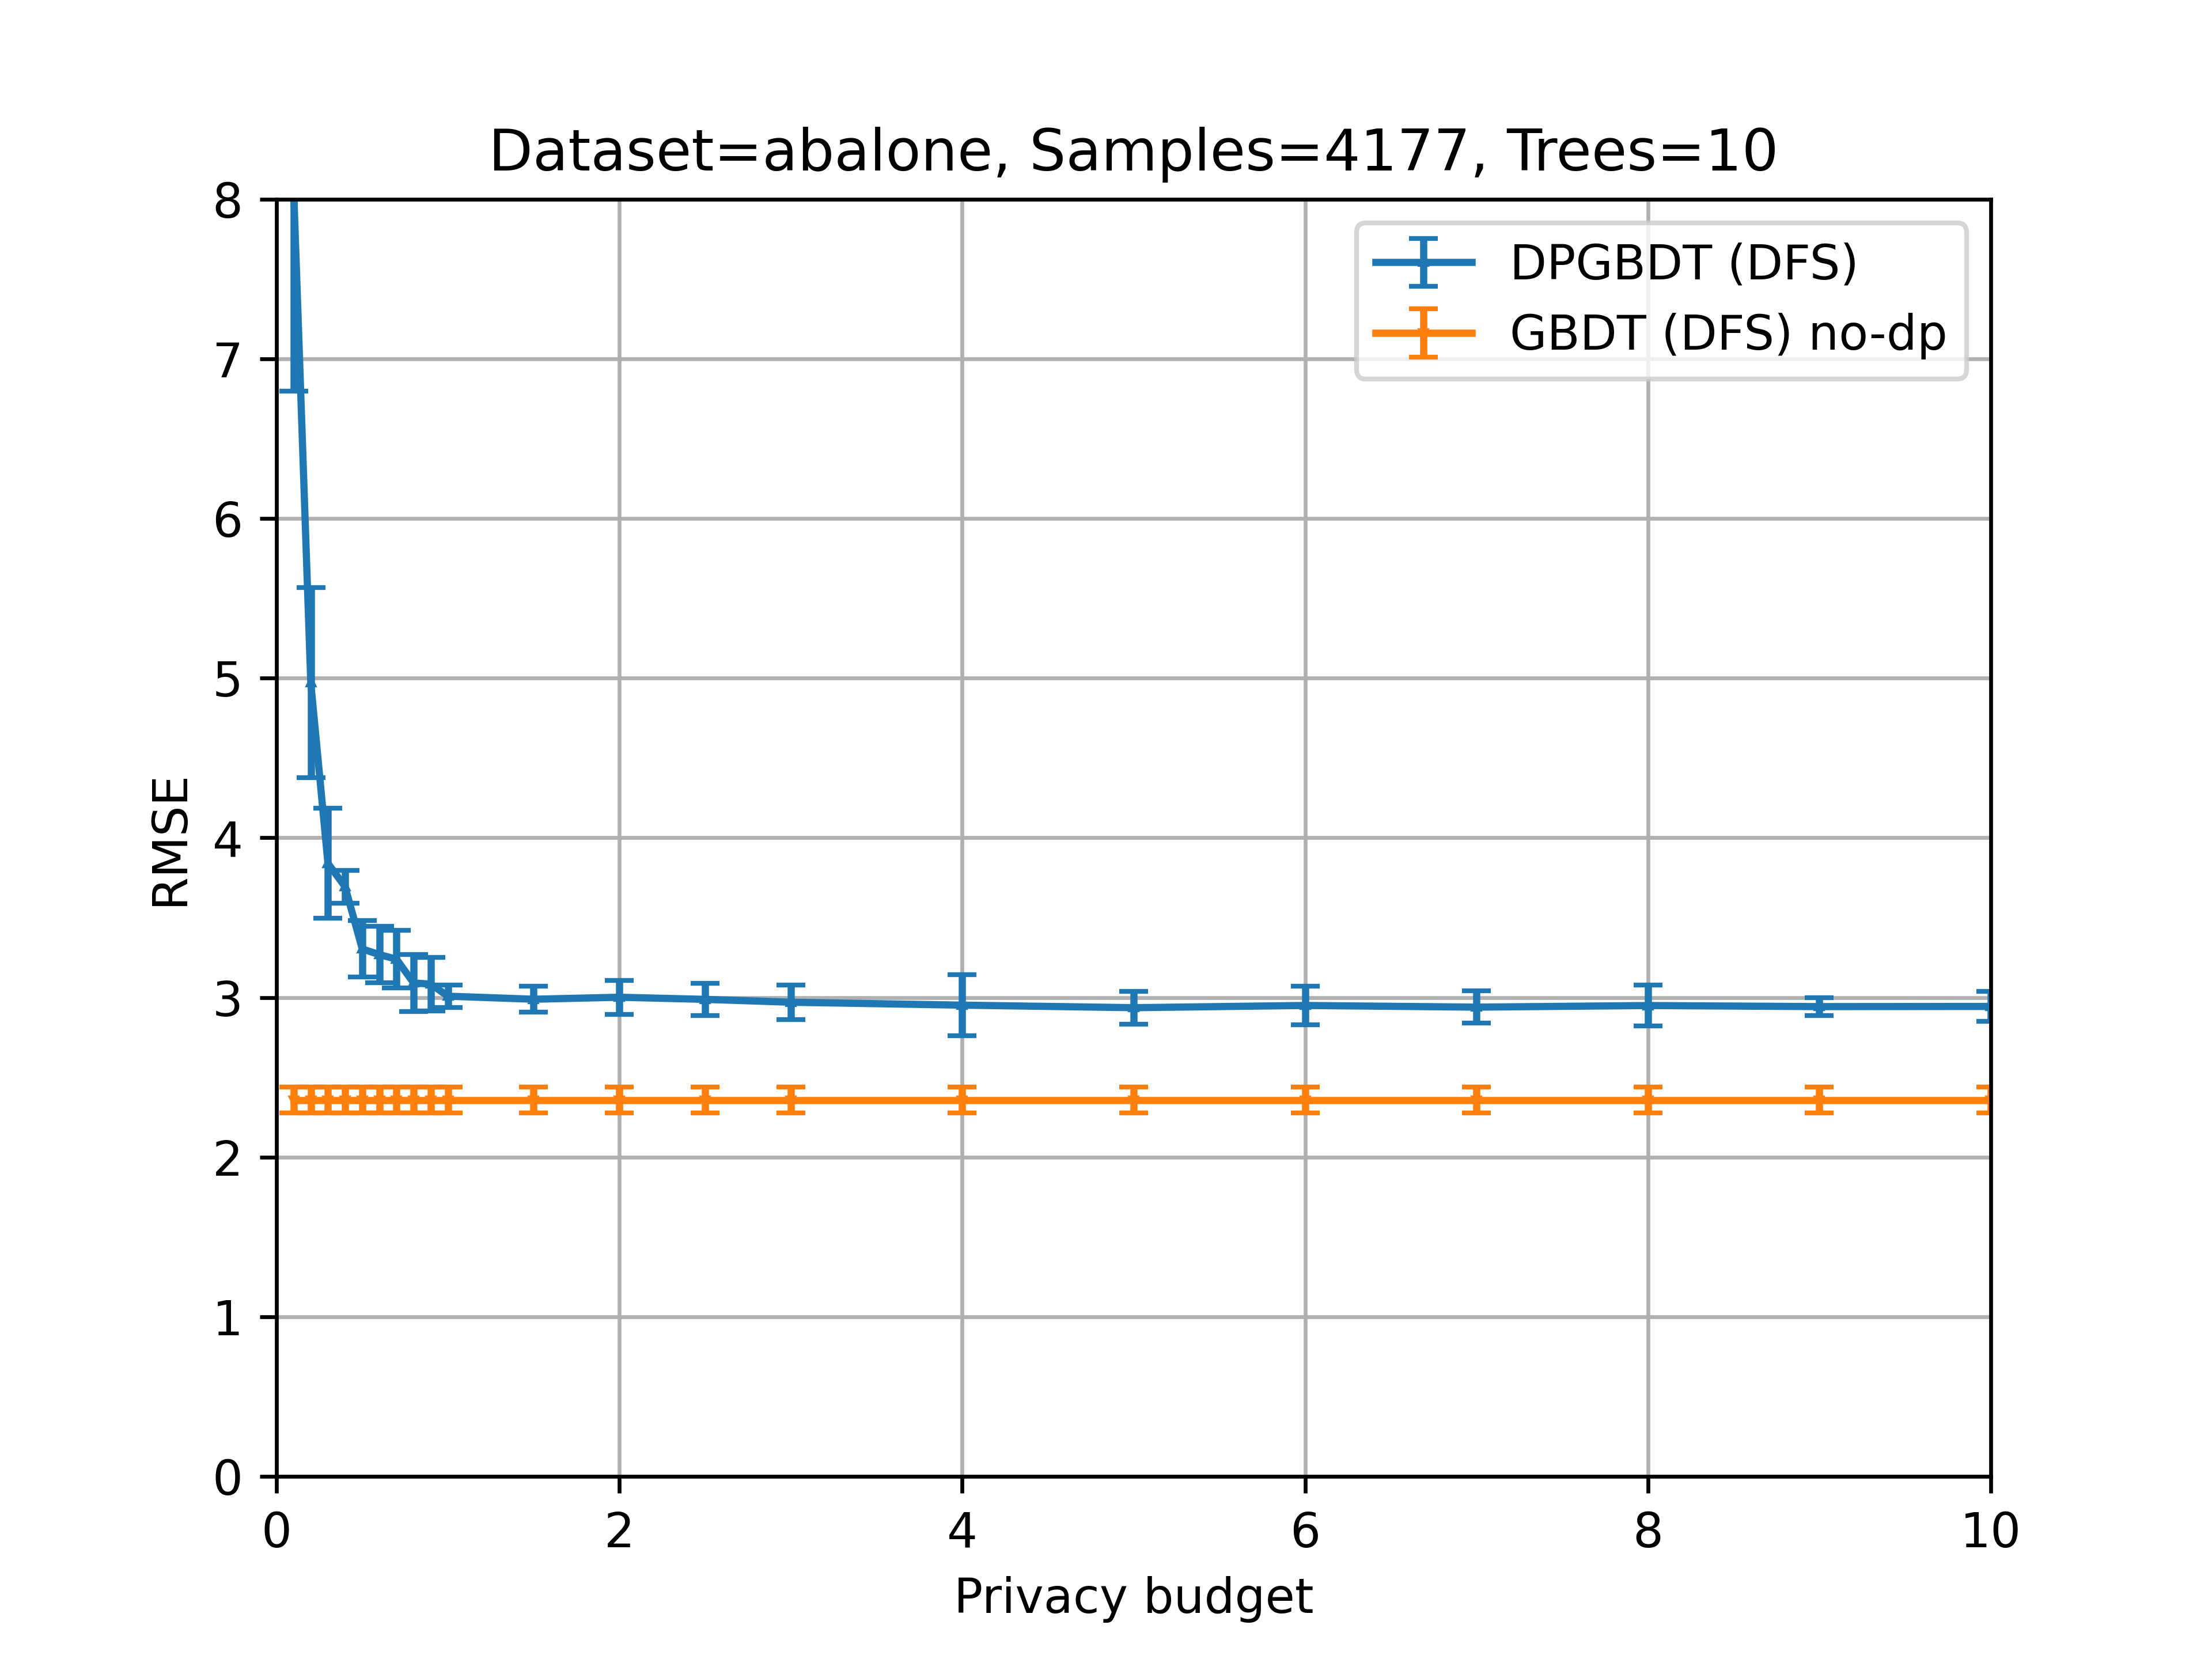 Dataset=abalone, Samples=4177, Trees=10
DPGBDT (DFS)
GBDT (DFS) no-dp
8
7
6
5
4
3
2
1
0
RMSE
0 2 4 6 8 10
Privacy budget